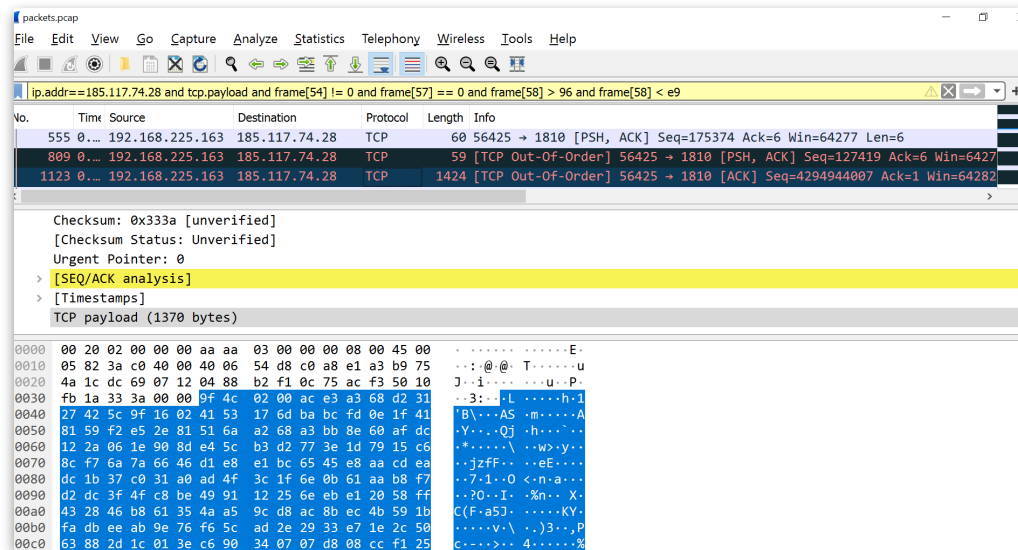 packets.pcap
File Edit View Go Capture Analyze Statistics Telephony Wireless Tools Help
ip.addr==185.117.74.28 and tcp.payload and frame[54] != 0 and frame[57] == 0 and frame[58] > 96 and frame[58] < e9
No. Time Source Destination Protocol Length Info
555 0.… 192.168.225.163 185.117.74.28 TCP 60 56425 → 1810 [PSH, ACK] Seq=175374 Ack=6 Win=64277 Len=6
809 0.… 192.168.225.163 185.117.74.28 TCP 59 [TCP Out-Of-Order] 56425 → 1810 [PSH, ACK] Seq=127419 Ack=6 Win=6427
1123 0.… 192.168.225.163 185.117.74.28 TCP 1424 [TCP Out-Of-Order] 56425 → 1810 [ACK] Seq=4294944007 Ack=1 Win=64282
Checksum: 0x333a [unverified]
[Checksum Status: Unverified]
Urgent Pointer: 0
[SEQ/ACK analysis]
[Timestamps]
TCP payload (1370 bytes)
0000 00 20 02 00 00 00 aa aa 03 00 00 00 08 00 45 00 · ······ ······E·
0010 05 82 3a c0 40 00 40 06 54 d8 c0 a8 e1 a3 b9 75 ··:·@·@· T······u
0020 4a 1c dc 69 07 12 04 88 b2 f1 0c 75 ac f3 50 10 J··i···· ···u··P·
0030 fb 1a 33 3a 00 00 9f 4c 02 00 ac e3 a3 68 d2 31 ··3:···L ·····h·1
0040 27 42 5c 9f 16 02 41 53 17 6d ba bc fd 0e 1f 41 'B\···AS ·m·····A
0050 81 59 f2 e5 2e 81 51 6a a2 68 a3 bb 8e 60 af dc ·Y··.·Qj ·h···`··
0060 12 2a 06 1e 90 8d e4 5c b3 d2 77 3e 1d 79 15 c6 ·*·····\ ··w>·y··
0070 8c f7 6a 7a 66 46 d1 e8 e1 bc 65 45 e8 aa cd ea ··jzfF·· ··eE····
0080 dc 1b 37 c0 31 a0 ad 4f 3c 1f 6e 0b 61 aa b8 f7 ··7·1··O <·n·a···
0090 d2 dc 3f 4f c8 be 49 91 12 25 6e eb e1 20 58 ff ··?O··I· ·%n·· X·
00a0 43 28 46 b8 61 35 4a a5 9c d8 ac 8b ec 4b 59 1b C(F·a5J· ·····KY·
00b0 fa db ee ab 9e 76 f6 5c ad 2e 29 33 e7 1e 2c 50 ·····v·\ ·.)3··,P
00c0 63 88 2d 1c 01 3e c6 90 34 07 07 d8 08 cc f1 25 c·-··>·· 4······%